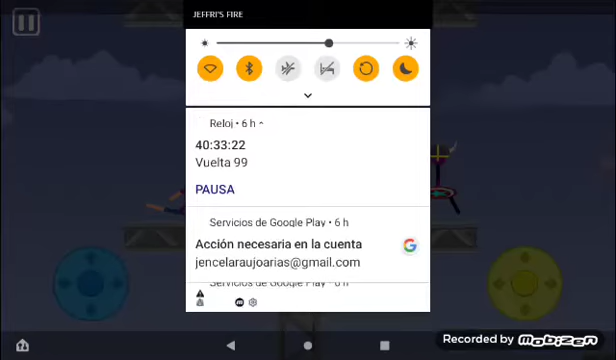 JEFFRI'S FIRE
Reloj • 6 h
40:33:22
Vuelta 99
PAUSA
Servicios de Google Play • 6 h
Acción necesaria en la cuenta
jencelaraujoarias@gmail.com
Servicios de Google Play • 6 h
Recorded by MOBIZEN